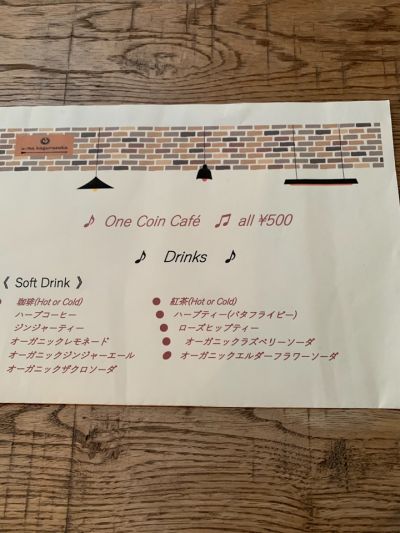 ♪ One Coin Café ♫ all ¥500
♪ Drinks ♪
《 Soft Drink 》
● 珈琲(Hot or Cold)
ハーブコーヒー
ジンジャーティー
オーガニックレモネード
オーガニックジンジャーエール
オーガニックザクロソーダ
● 紅茶(Hot or Cold)
● ハーブティー(バタフライピー)
● ローズヒップティー
● オーガニックラズベリーソーダ
● オーガニックエルダーフラワーソーダ